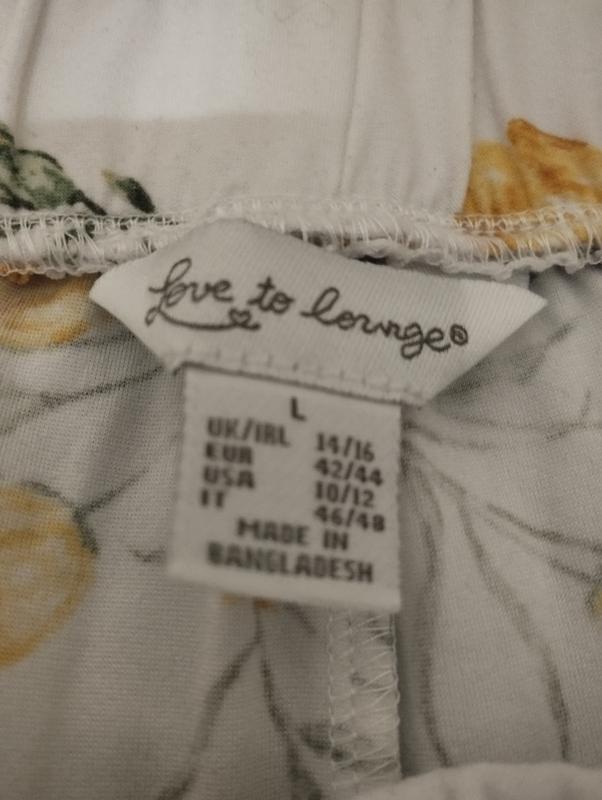 love to lounge®
L
UK/IRL 14/16
EUR 42/44
USA 10/12
IT 46/48
MADE IN
BANGLADESH